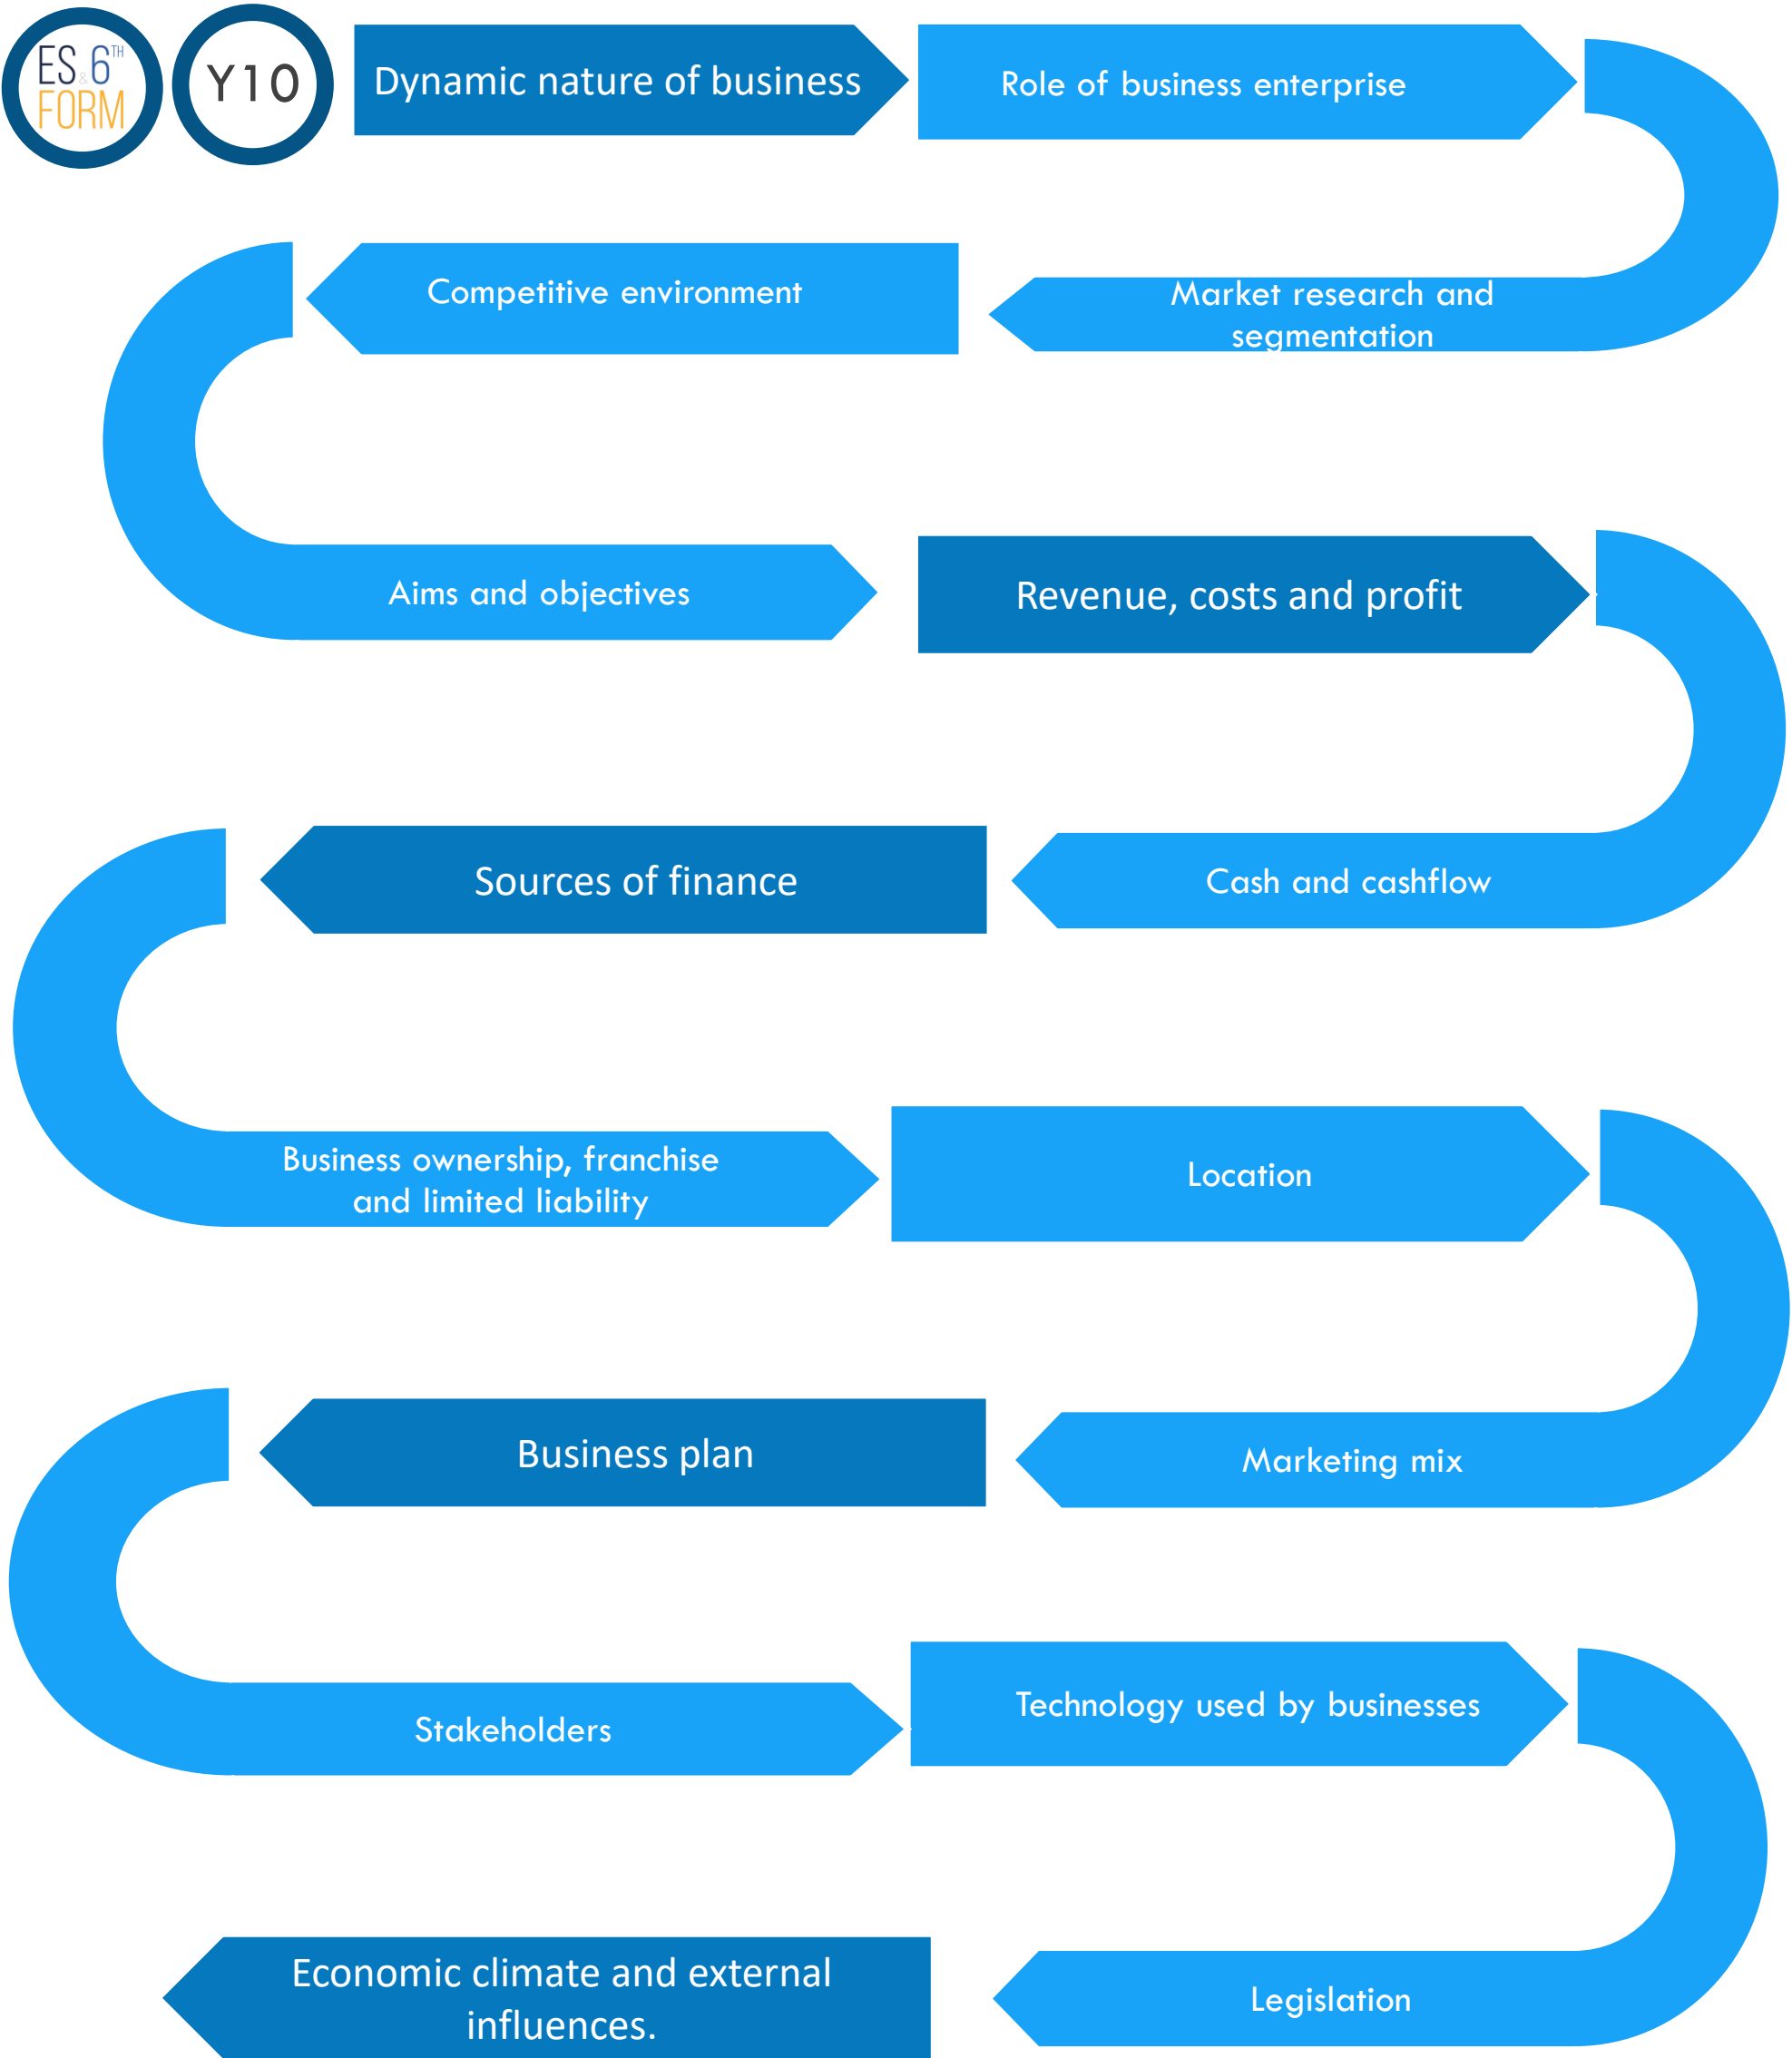 ES & 6TH
FORM
Y10
Dynamic nature of business
Role of business enterprise
Market research and
segmentation
Competitive environment
Aims and objectives
Revenue, costs and profit
Cash and cashflow
Sources of finance
Business ownership, franchise
and limited liability
Location
Marketing mix
Business plan
Stakeholders
Technology used by businesses
Legislation
Economic climate and external
influences.